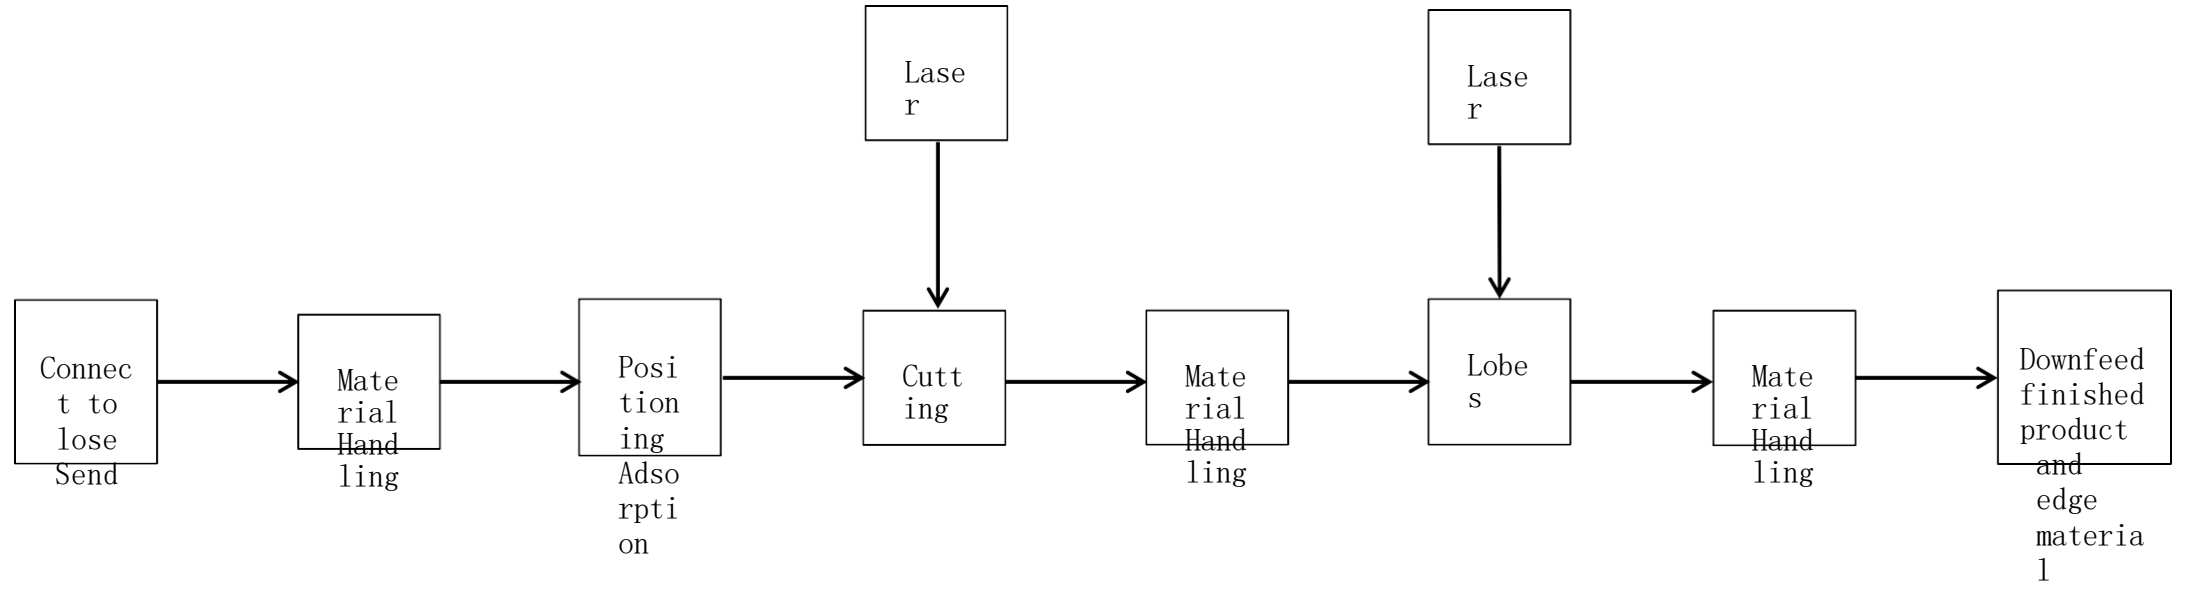 Lase
r
Lase
r
Connec
t to
lose
Send
Mate
rial
Hand
ling
Posi
tion
ing
Adso
rpti
on
Cutt
ing
Mate
rial
Hand
ling
Lobe
s
Mate
rial
Hand
ling
Downfeed
finished
product
and
edge
materia
l